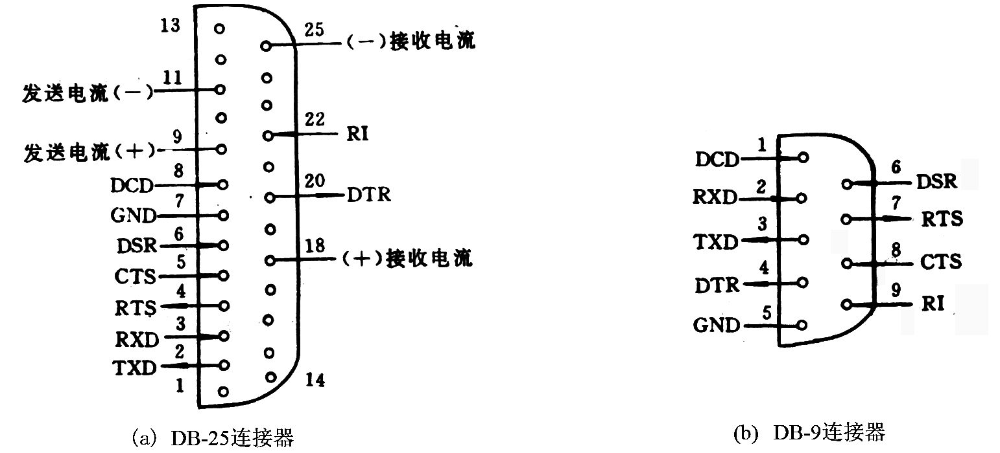 13
25
(一)接收电流
11
发送电流(一)
22
RI
9
发送电流(+)
8
DCD
20
DTR
7
GND
6
DSR
18
(+)接收电流
5
CTS
4
RTS
3
RXD
2
TXD
1
14
(a) DB-25连接器
1
DCD
6
DSR
2
RXD
7
RTS
3
TXD
8
CTS
4
DTR
9
RI
5
GND
(b) DB-9连接器